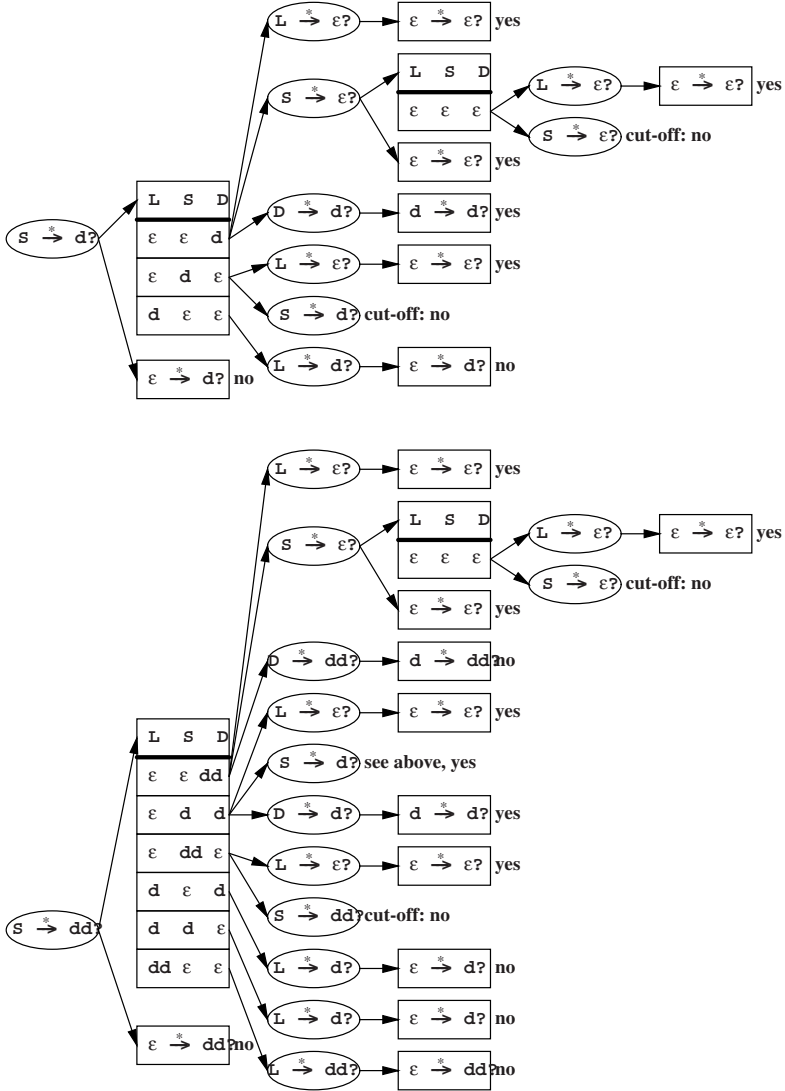 L →* ε? ε →* ε? yes
L S D
S →* ε? L →* ε? ε →* ε? yes
ε ε ε
S →* ε? cut-off: no
ε →* ε? yes
L S D
D →* d? d →* d? yes
S →* d? ε ε d
L →* ε? ε →* ε? yes
ε d ε
d ε ε S →* d? cut-off: no
L →* d? ε →* d? no
ε →* d? no
L →* ε? ε →* ε? yes
L S D
S →* ε? L →* ε? ε →* ε? yes
ε ε ε
S →* ε? cut-off: no
ε →* ε? yes
D →* dd? d →* dd? no
L →* ε? ε →* ε? yes
L S D
S →* d? see above, yes
ε ε dd
ε d d D →* d? d →* d? yes
ε dd ε L →* ε? ε →* ε? yes
d ε d
S →* dd? cut-off: no
S →* dd? d d ε
dd ε ε L →* d? ε →* d? no
L →* d? ε →* d? no
ε →* dd? no
L →* dd? ε →* dd? no